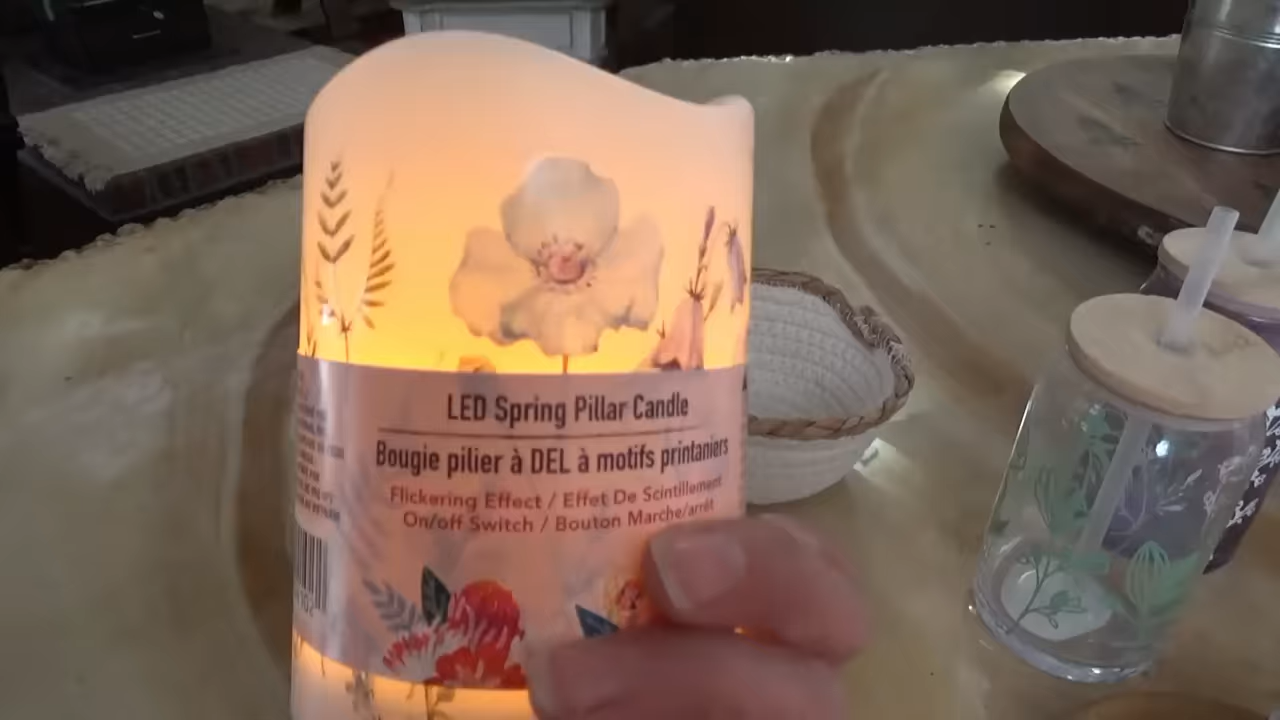 LED Spring Pillar Candle
Bougie pilier à DEL à motifs printaniers
Flickering Effect / Effet De Scintillement
On/off Switch / Bouton Marche/arrêt